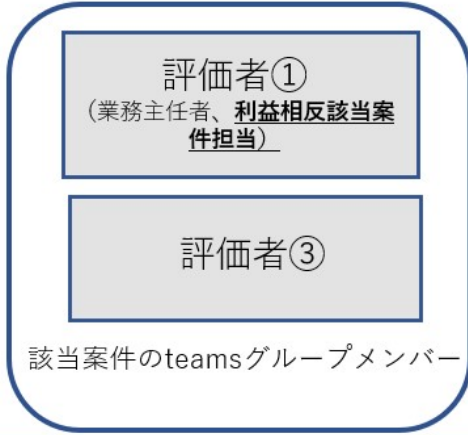 評価者①
（業務主任者、利益相反該当案
件担当）
評価者③
該当案件のteamsグループメンバー